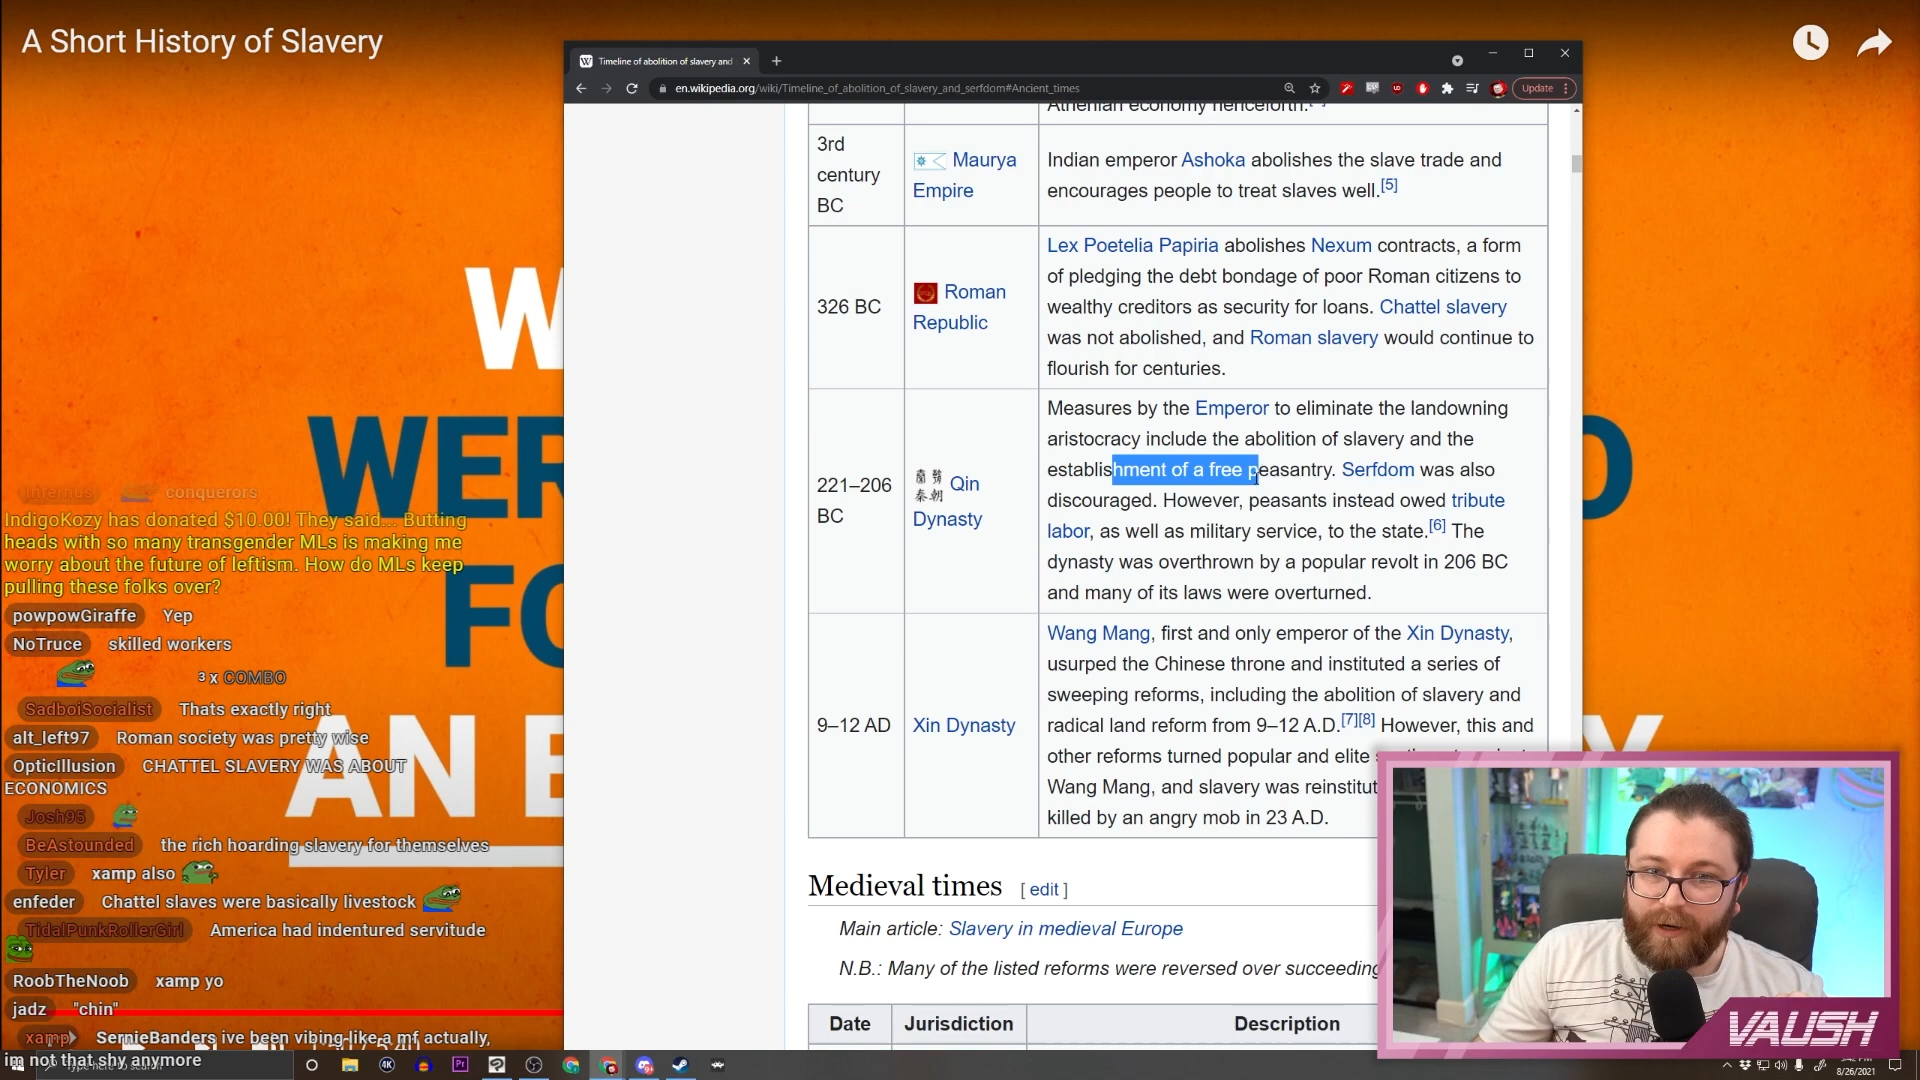 A Short History of Slavery
Timeline of abolition of slavery and
en.wikipedia.org/wiki/Timeline_of_abolition_of_slavery_and_serfdom#Ancient_times
Update
Athenian economy henceforth.
3rd century BC
Maurya Empire
Indian emperor Ashoka abolishes the slave trade and
encourages people to treat slaves well.[5]
326 BC
Roman Republic
Lex Poetelia Papiria abolishes Nexum contracts, a form
of pledging the debt bondage of poor Roman citizens to
wealthy creditors as security for loans. Chattel slavery
was not abolished, and Roman slavery would continue to
flourish for centuries.
221–206 BC
秦朝 Qin Dynasty
Measures by the Emperor to eliminate the landowning
aristocracy include the abolition of slavery and the
establishment of a free peasantry. Serfdom was also
discouraged. However, peasants instead owed tribute
labor, as well as military service, to the state.[6] The
dynasty was overthrown by a popular revolt in 206 BC
and many of its laws were overturned.
9–12 AD
Xin Dynasty
Wang Mang, first and only emperor of the Xin Dynasty,
usurped the Chinese throne and instituted a series of
sweeping reforms, including the abolition of slavery and
radical land reform from 9–12 A.D.[7][8] However, this and
other reforms turned popular and elite
Wang Mang, and slavery was reinstitut
killed by an angry mob in 23 A.D.
Medieval times [ edit ]
Main article: Slavery in medieval Europe
N.B.: Many of the listed reforms were reversed over succeeding
Date Jurisdiction Description
W
WER
FO
AN E
Infernus conquerors
IndigoKozy has donated $10.00! They said... Butting
heads with so many transgender MLs is making me
worry about the future of leftism. How do MLs keep
pulling these folks over?
powpowGiraffe Yep
NoTruce skilled workers
3 x COMBO
SadboiSocialist Thats exactly right
alt_left97 Roman society was pretty wise
OpticIllusion CHATTEL SLAVERY WAS ABOUT
ECONOMICS
Josh95
BeAstounded the rich hoarding slavery for themselves
Tyler xamp also
enfeder Chattel slaves were basically livestock
TidalPunkRollerGirl America had indentured servitude
RoobTheNoob xamp yo
jadz "chin"
xamp SernieBanders ive been vibing like a mf actually,
im not that shy anymore
VAUSH
8/26/2021